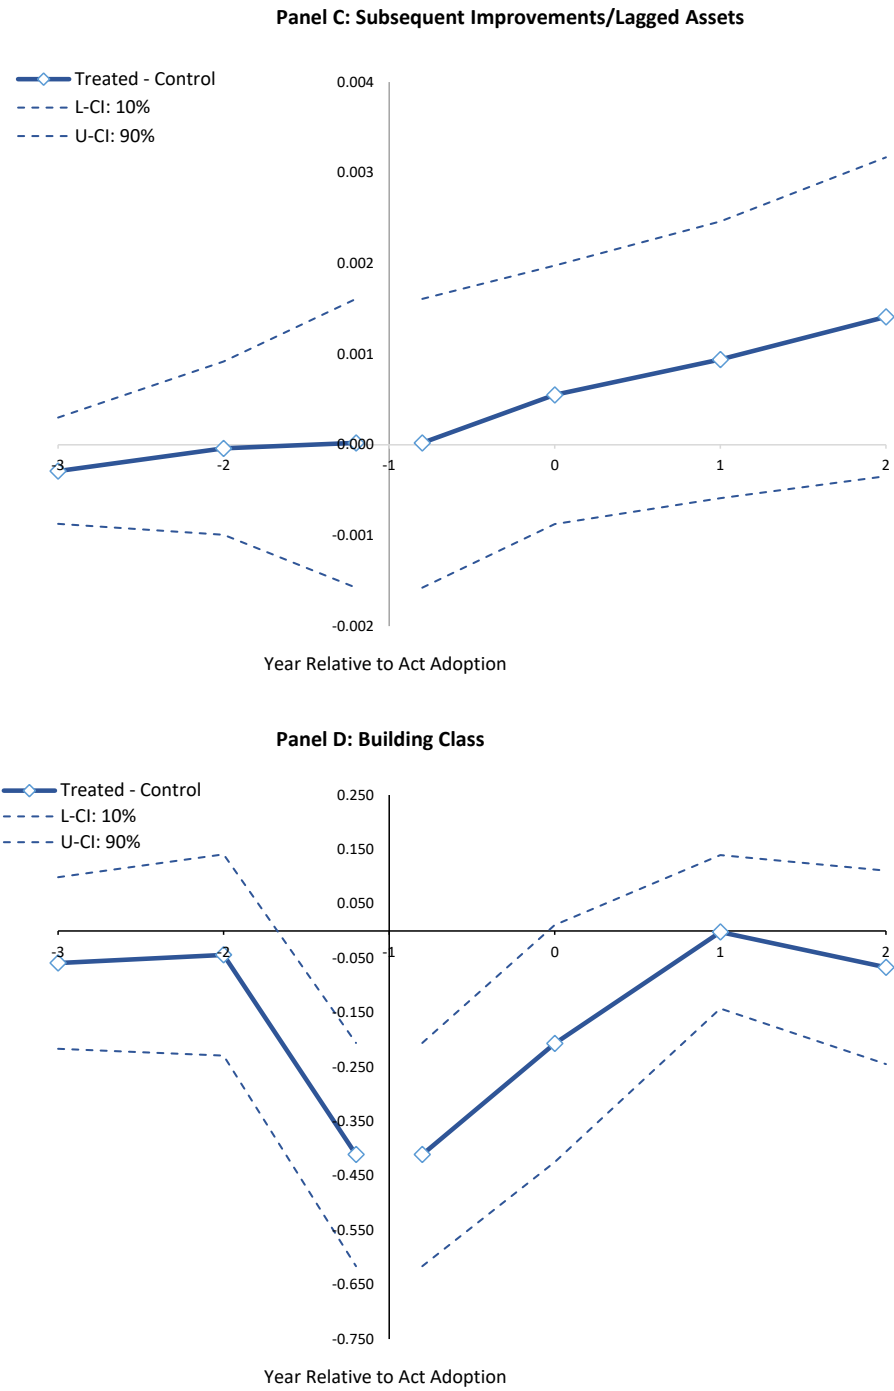 Panel C: Subsequent Improvements/Lagged Assets
Treated - Control
L-CI: 10%
U-CI: 90%
0.004
0.003
0.002
0.001
0.000
-3 -2 -1 0 1 2
-0.001
-0.002
Year Relative to Act Adoption
Panel D: Building Class
Treated - Control
L-CI: 10%
U-CI: 90%
0.250
0.150
0.050
-3 -2 -1 0 1 2
-0.050
-0.150
-0.250
-0.350
-0.450
-0.550
-0.650
-0.750
Year Relative to Act Adoption